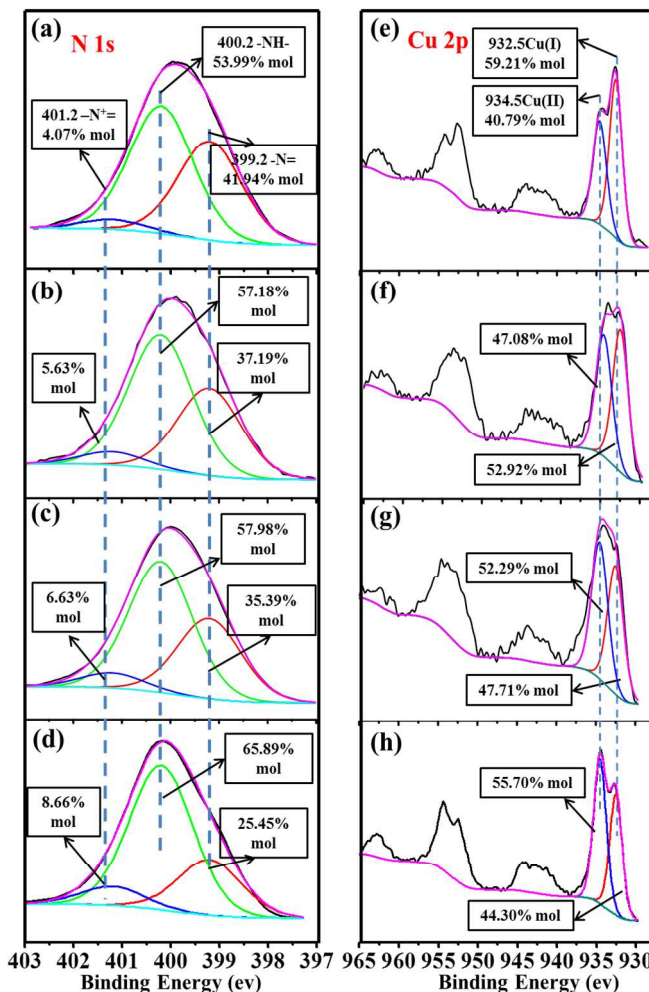 (a)
N 1s
400.2 -NH-
53.99% mol
401.2 –N⁺=
4.07% mol
399.2 -N=
41.94% mol
(b)
57.18%
mol
5.63%
mol
37.19%
mol
(c)
57.98%
mol
6.63%
mol
35.39%
mol
(d)
65.89%
mol
8.66%
mol
25.45%
mol
403 402 401 400 399 398 397
Binding Energy (ev)
(e)
Cu 2p
932.5Cu(I)
59.21% mol
934.5Cu(II)
40.79% mol
(f)
47.08% mol
52.92% mol
(g)
52.29% mol
47.71% mol
(h)
55.70% mol
44.30% mol
965 960 955 950 945 940 935 930
Binding Energy (ev)